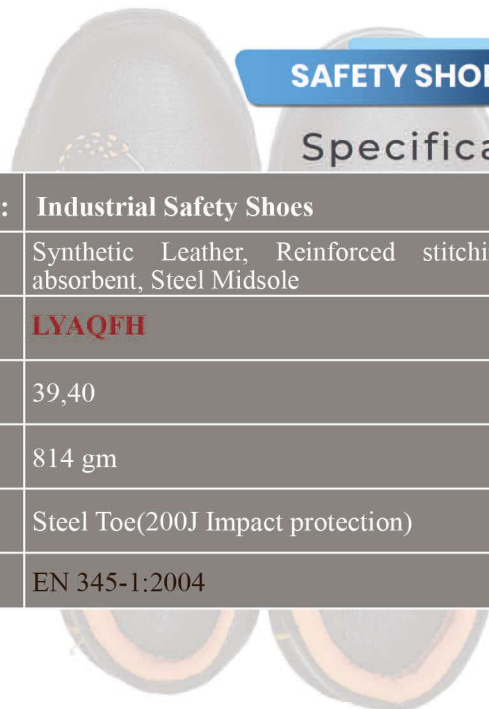 SAFETY SHO
Specifica
: Industrial Safety Shoes
Synthetic Leather, Reinforced stitchi
absorbent, Steel Midsole
LYAQFH
39,40
814 gm
Steel Toe(200J Impact protection)
EN 345-1:2004